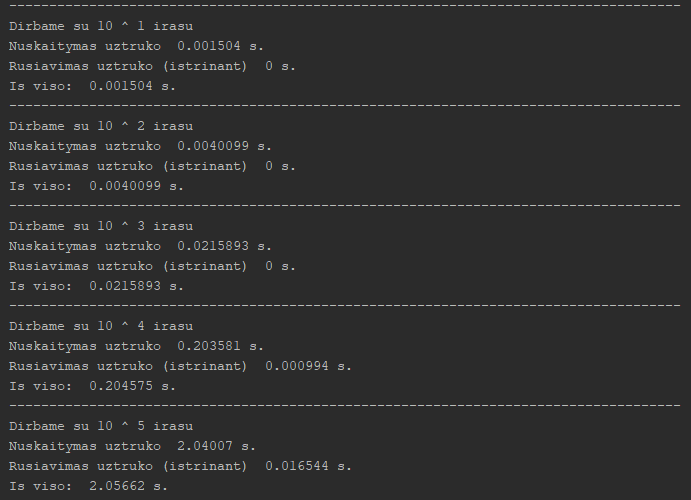 ------------------------------------------------------------------------------------
Dirbame su 10 ^ 1 irasu
Nuskaitymas uztruko  0.001504 s.
Rusiavimas uztruko (istrinant)  0 s.
Is viso:  0.001504 s.
------------------------------------------------------------------------------------
Dirbame su 10 ^ 2 irasu
Nuskaitymas uztruko  0.0040099 s.
Rusiavimas uztruko (istrinant)  0 s.
Is viso:  0.0040099 s.
------------------------------------------------------------------------------------
Dirbame su 10 ^ 3 irasu
Nuskaitymas uztruko  0.0215893 s.
Rusiavimas uztruko (istrinant)  0 s.
Is viso:  0.0215893 s.
------------------------------------------------------------------------------------
Dirbame su 10 ^ 4 irasu
Nuskaitymas uztruko  0.203581 s.
Rusiavimas uztruko (istrinant)  0.000994 s.
Is viso:  0.204575 s.
------------------------------------------------------------------------------------
Dirbame su 10 ^ 5 irasu
Nuskaitymas uztruko  2.04007 s.
Rusiavimas uztruko (istrinant)  0.016544 s.
Is viso:  2.05662 s.